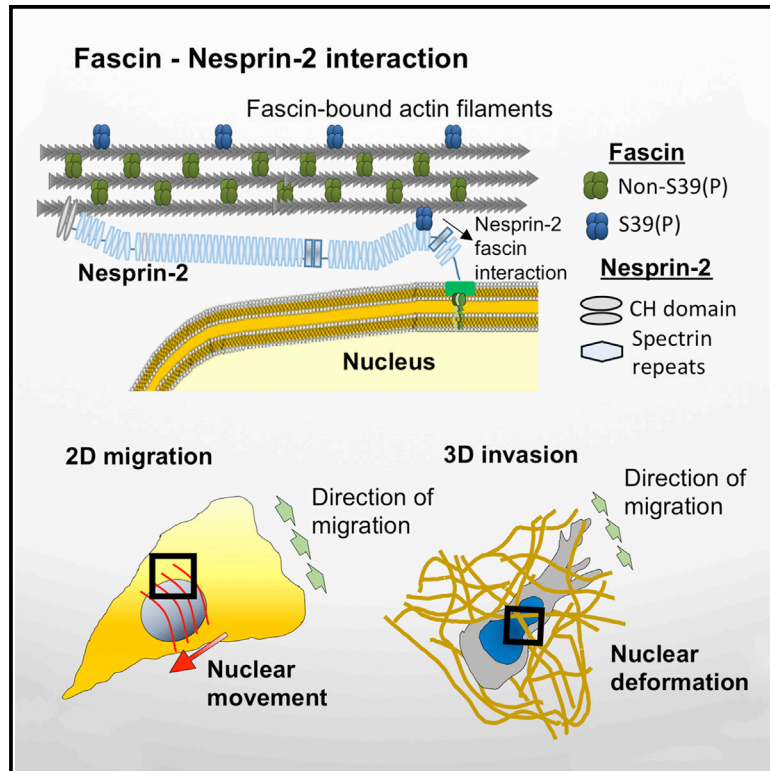 Fascin - Nesprin-2 interaction
Fascin-bound actin filaments
Fascin
Non-S39(P)
S39(P)
Nesprin-2
fascin
interaction
Nesprin-2
Nesprin-2
CH domain
Spectrin
repeats
Nucleus
2D migration
Direction of
migration
Nuclear
movement
3D invasion
Direction of
migration
Nuclear
deformation